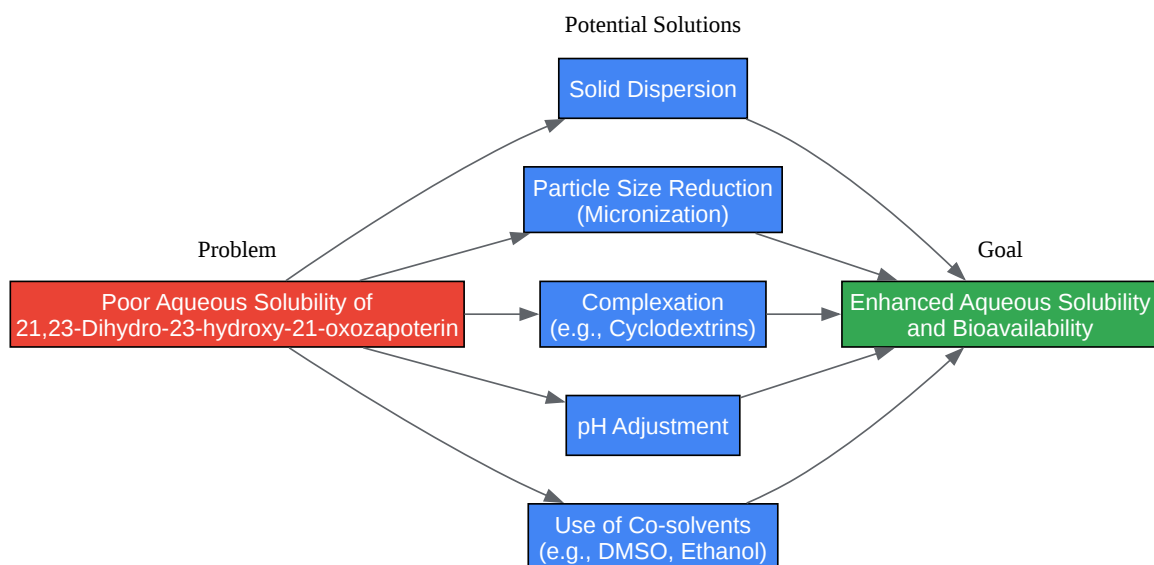 Potential Solutions
Solid Dispersion
Particle Size Reduction
(Micronization)
Problem
Goal
Poor Aqueous Solubility of
21,23-Dihydro-23-hydroxy-21-oxozapoterin
Complexation
(e.g., Cyclodextrins)
Enhanced Aqueous Solubility
and Bioavailability
pH Adjustment
Use of Co-solvents
(e.g., DMSO, Ethanol)